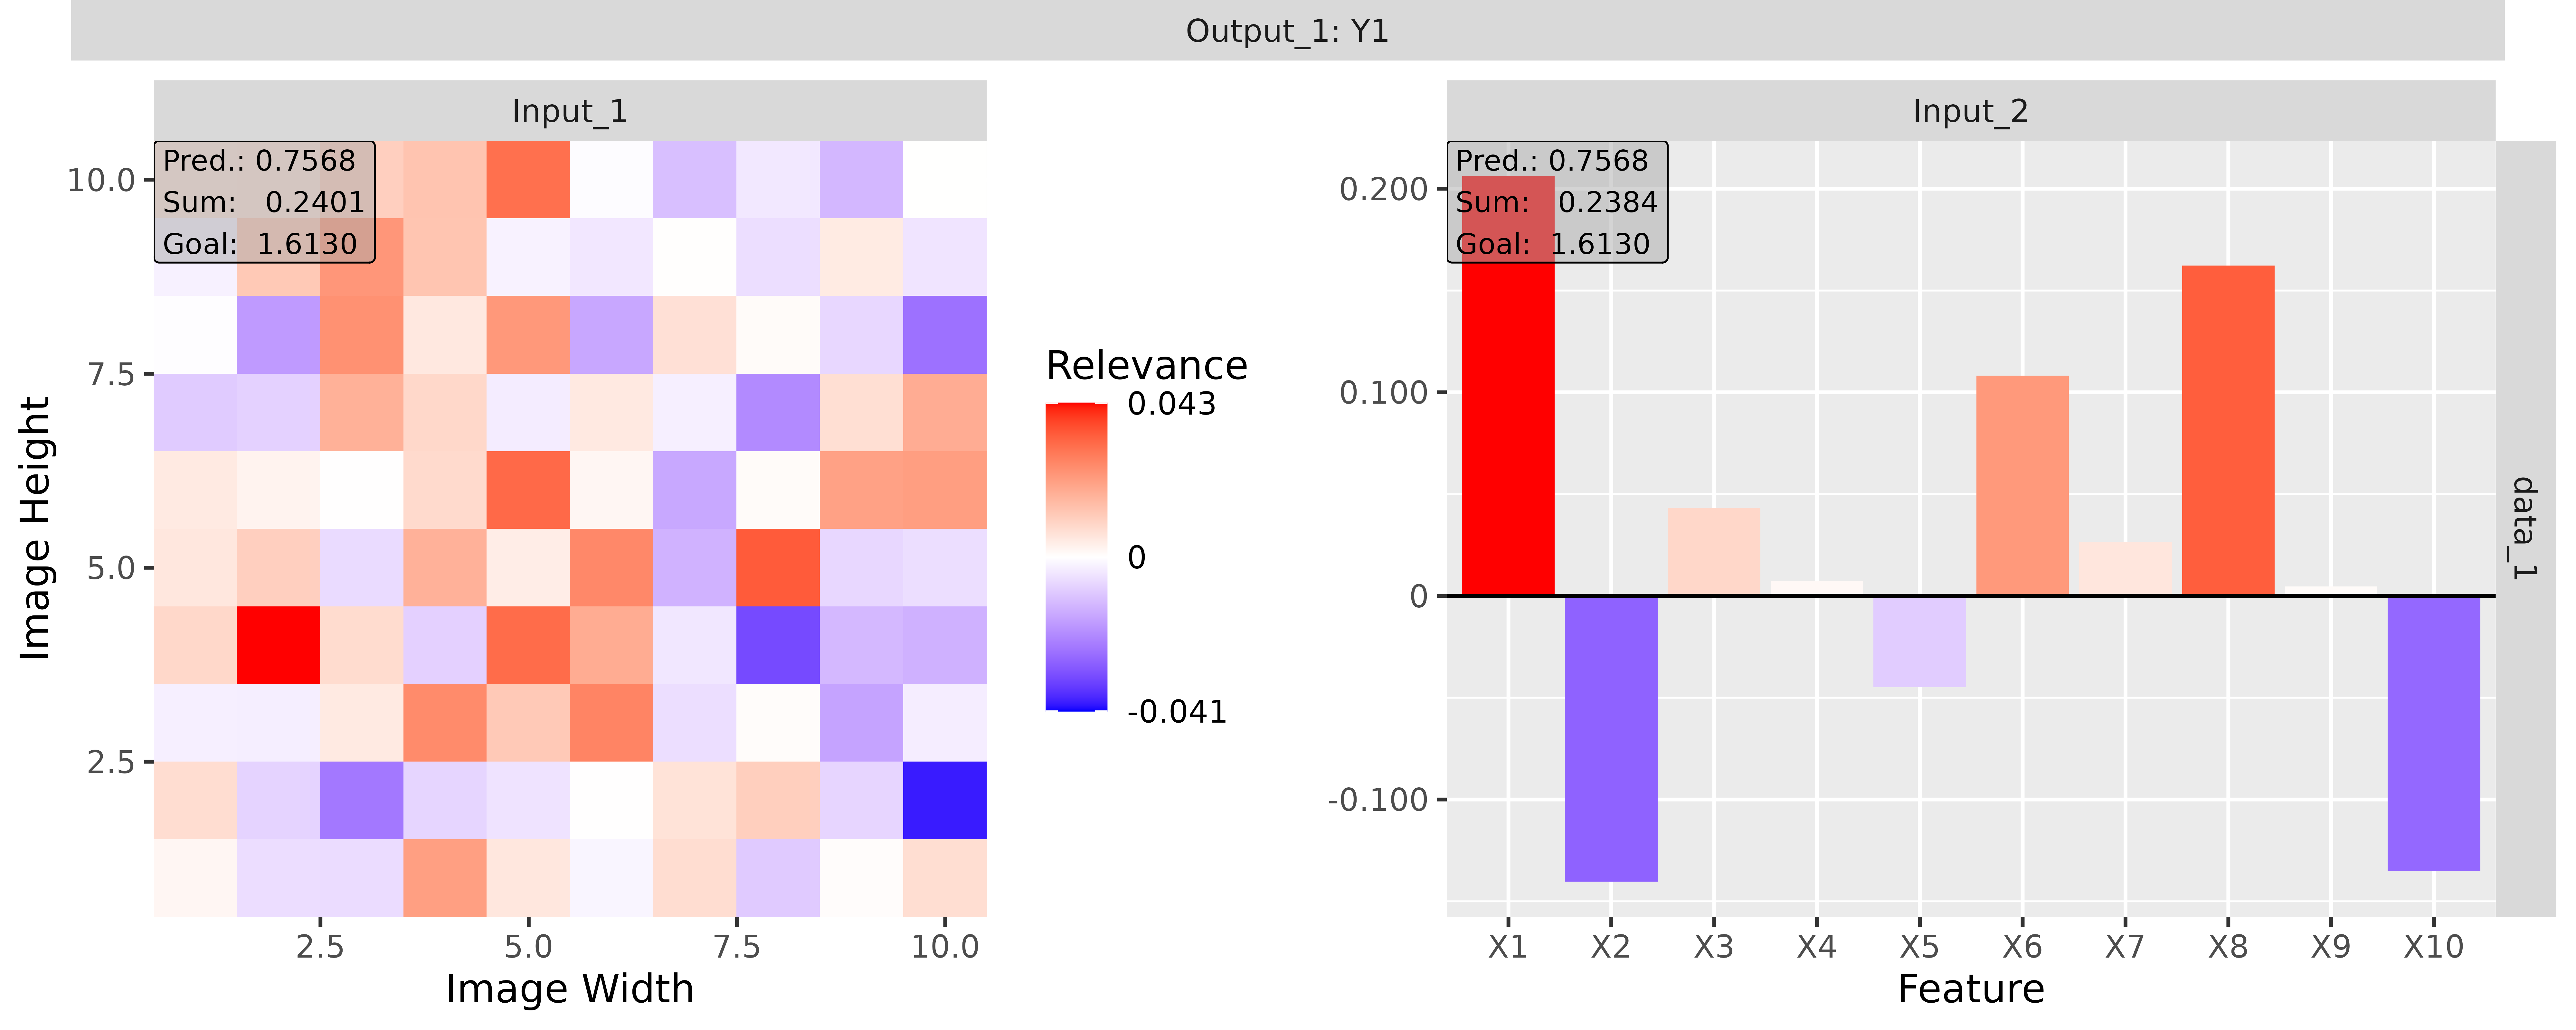 Output_1: Y1
Input_1
Pred.: 0.7568
Sum: 0.2401
Goal: 1.6130
10.0
7.5
5.0
2.5
Image Height
2.5 5.0 7.5 10.0
Image Width
Relevance
0.043
0
-0.041
Input_2
Pred.: 0.7568
Sum: 0.2384
Goal: 1.6130
0.200
0.100
0
-0.100
X1 X2 X3 X4 X5 X6 X7 X8 X9 X10
Feature
data_1